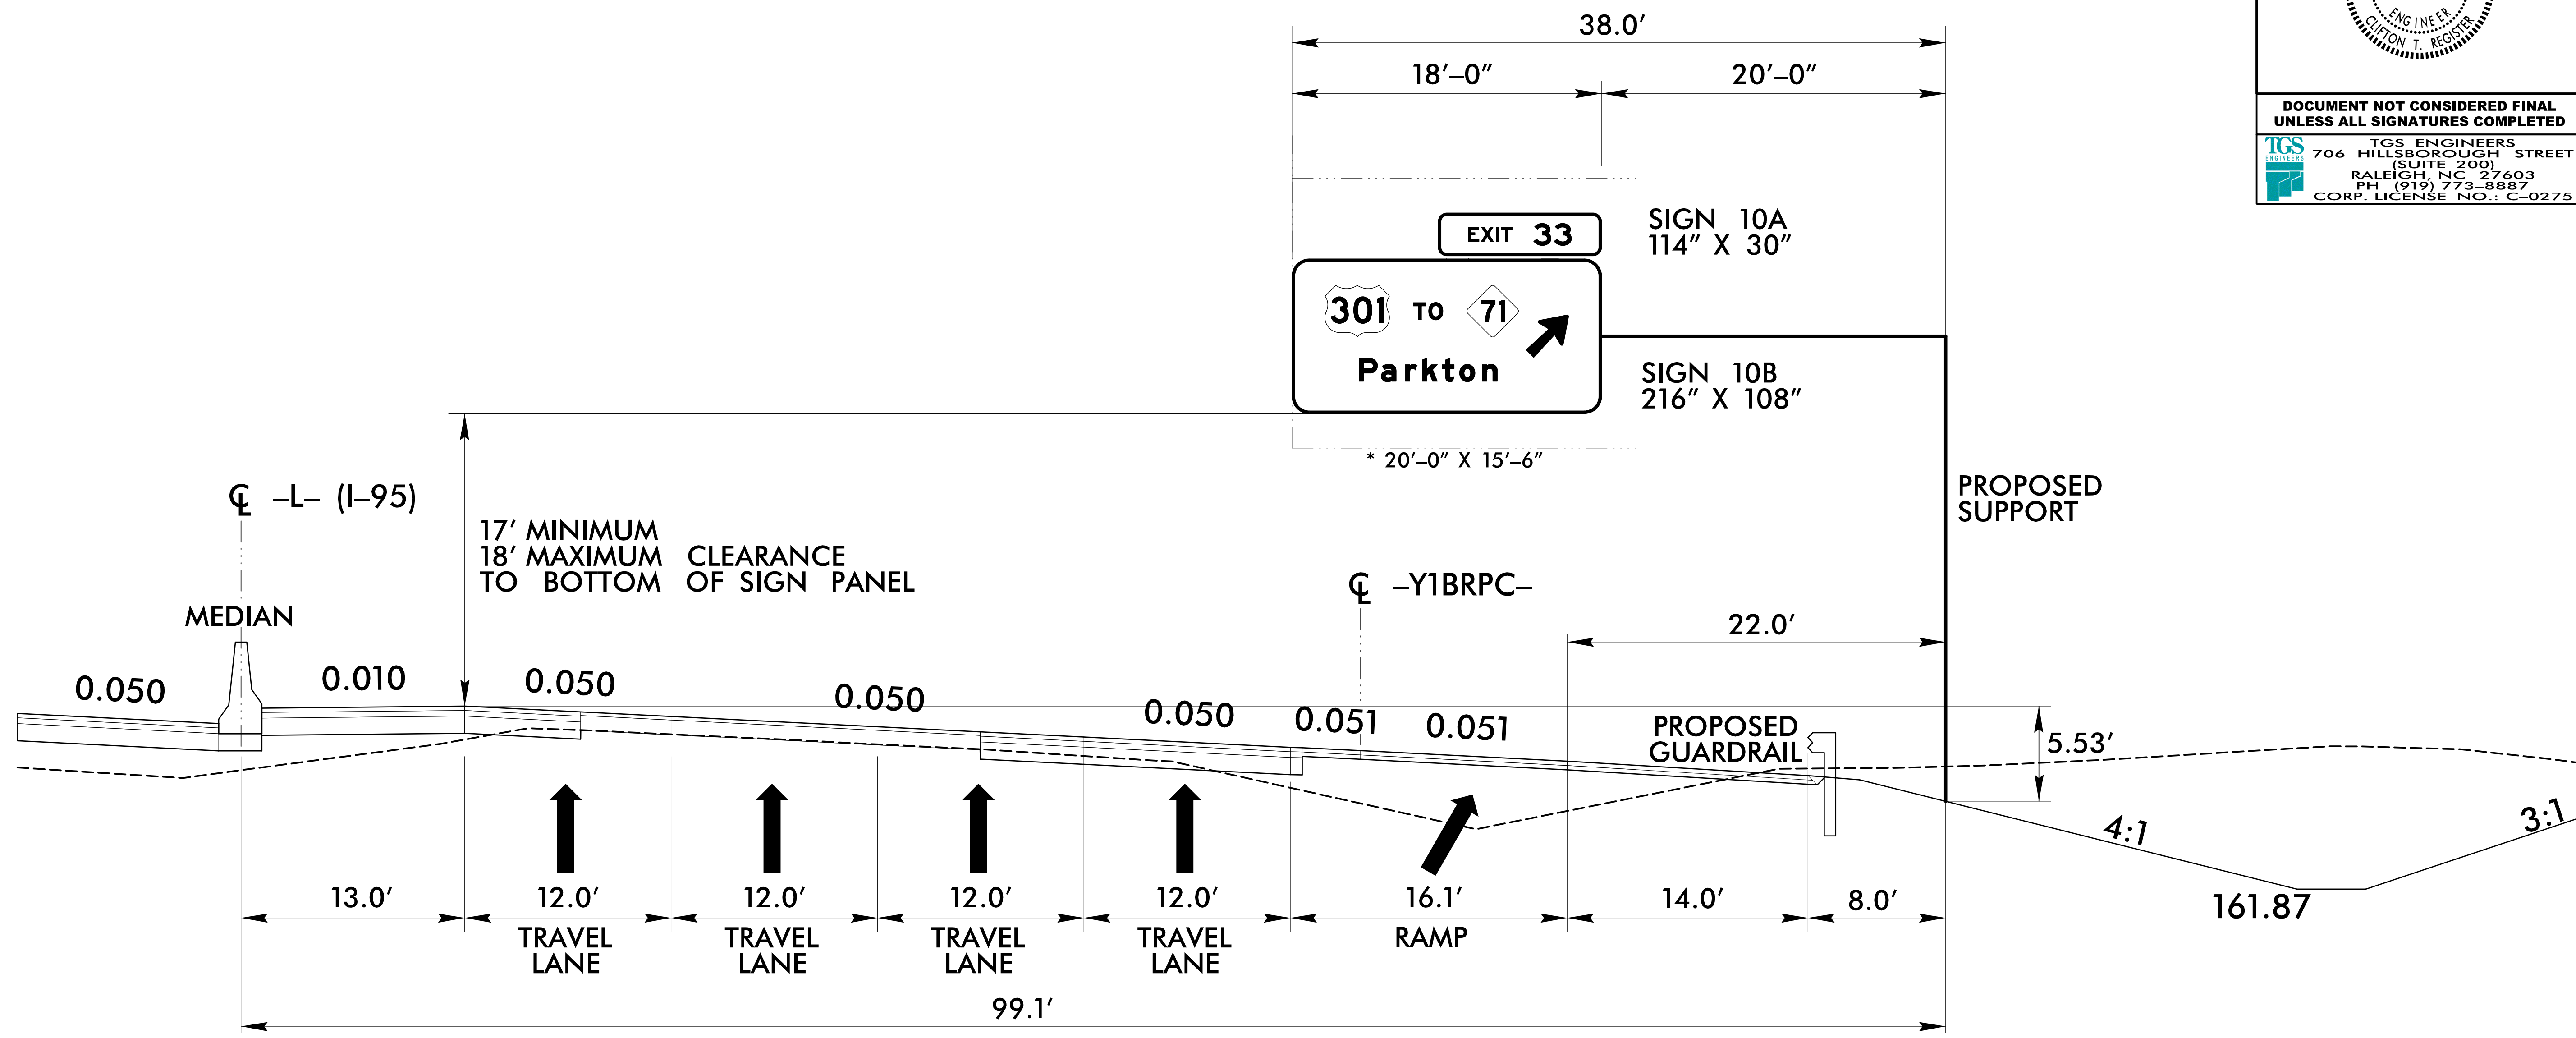 38.0′
18′–0″ 20′–0″
ENGINEER
CLIFTON T. REGISTER
DOCUMENT NOT CONSIDERED FINAL
UNLESS ALL SIGNATURES COMPLETED
TGS
ENGINEERS
TGS ENGINEERS
706 HILLSBOROUGH STREET
(SUITE 200)
RALEIGH, NC 27603
PH (919) 773–8887
CORP. LICENSE NO.: C–0275
EXIT 33
SIGN 10A
114″ X 30″
301 TO 71
Parkton
SIGN 10B
216″ X 108″
* 20′–0″ X 15′–6″
℄ –L– (I–95)
17′ MINIMUM
18′ MAXIMUM CLEARANCE
TO BOTTOM OF SIGN PANEL
PROPOSED
SUPPORT
℄ –Y1BRPC–
MEDIAN
22.0′
0.050 0.010 0.050 0.050 0.050 0.051 0.051
PROPOSED
GUARDRAIL
5.53′
4:1
3:1
161.87
13.0′ 12.0′ 12.0′ 12.0′ 12.0′ 16.1′ 14.0′ 8.0′
TRAVEL
LANE
TRAVEL
LANE
TRAVEL
LANE
TRAVEL
LANE
RAMP
99.1′